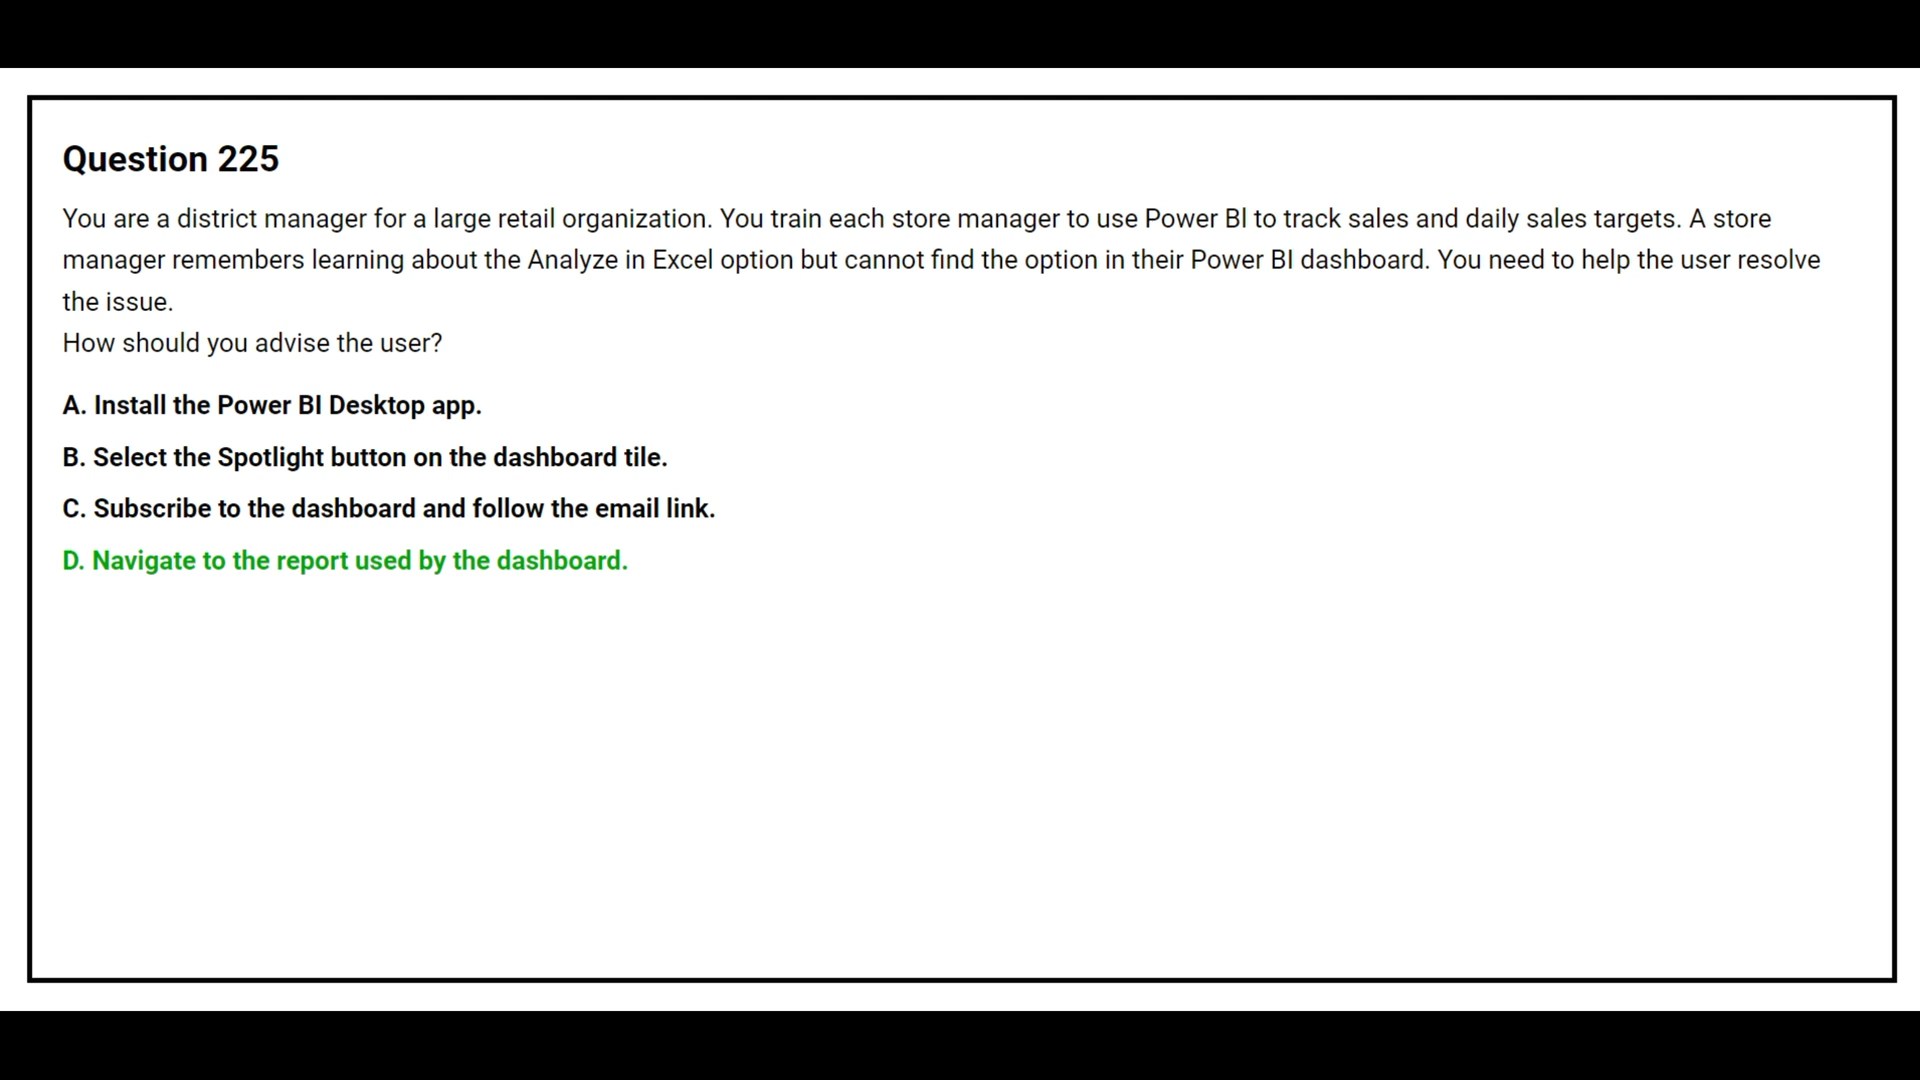 Question 225
You are a district manager for a large retail organization. You train each store manager to use Power Bl to track sales and daily sales targets. A store
manager remembers learning about the Analyze in Excel option but cannot find the option in their Power BI dashboard. You need to help the user resolve
the issue.
How should you advise the user?
A. Install the Power BI Desktop app.
B. Select the Spotlight button on the dashboard tile.
C. Subscribe to the dashboard and follow the email link.
D. Navigate to the report used by the dashboard.